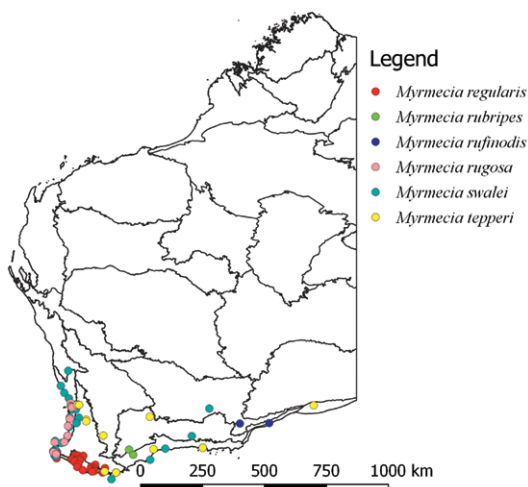 Legend
Myrmecia regularis
Myrmecia rubripes
Myrmecia rufinodis
Myrmecia rugosa
Myrmecia swalei
Myrmecia tepperi
0 250 500 750 1000 km